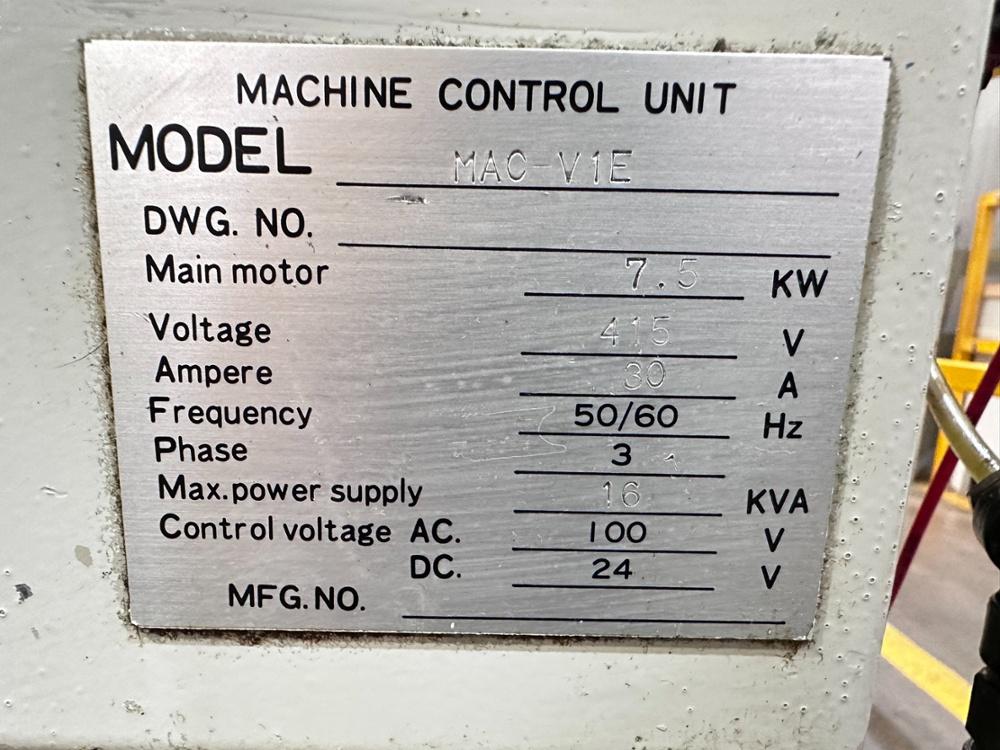 MACHINE CONTROL UNIT
MODEL MAC-V1E
DWG. NO.
Main motor 7.5 KW
Voltage 415 V
Ampere 30 A
Frequency 50/60 Hz
Phase 3
Max. power supply 16 KVA
Control voltage AC. 100 V
DC. 24 V
MFG. NO.